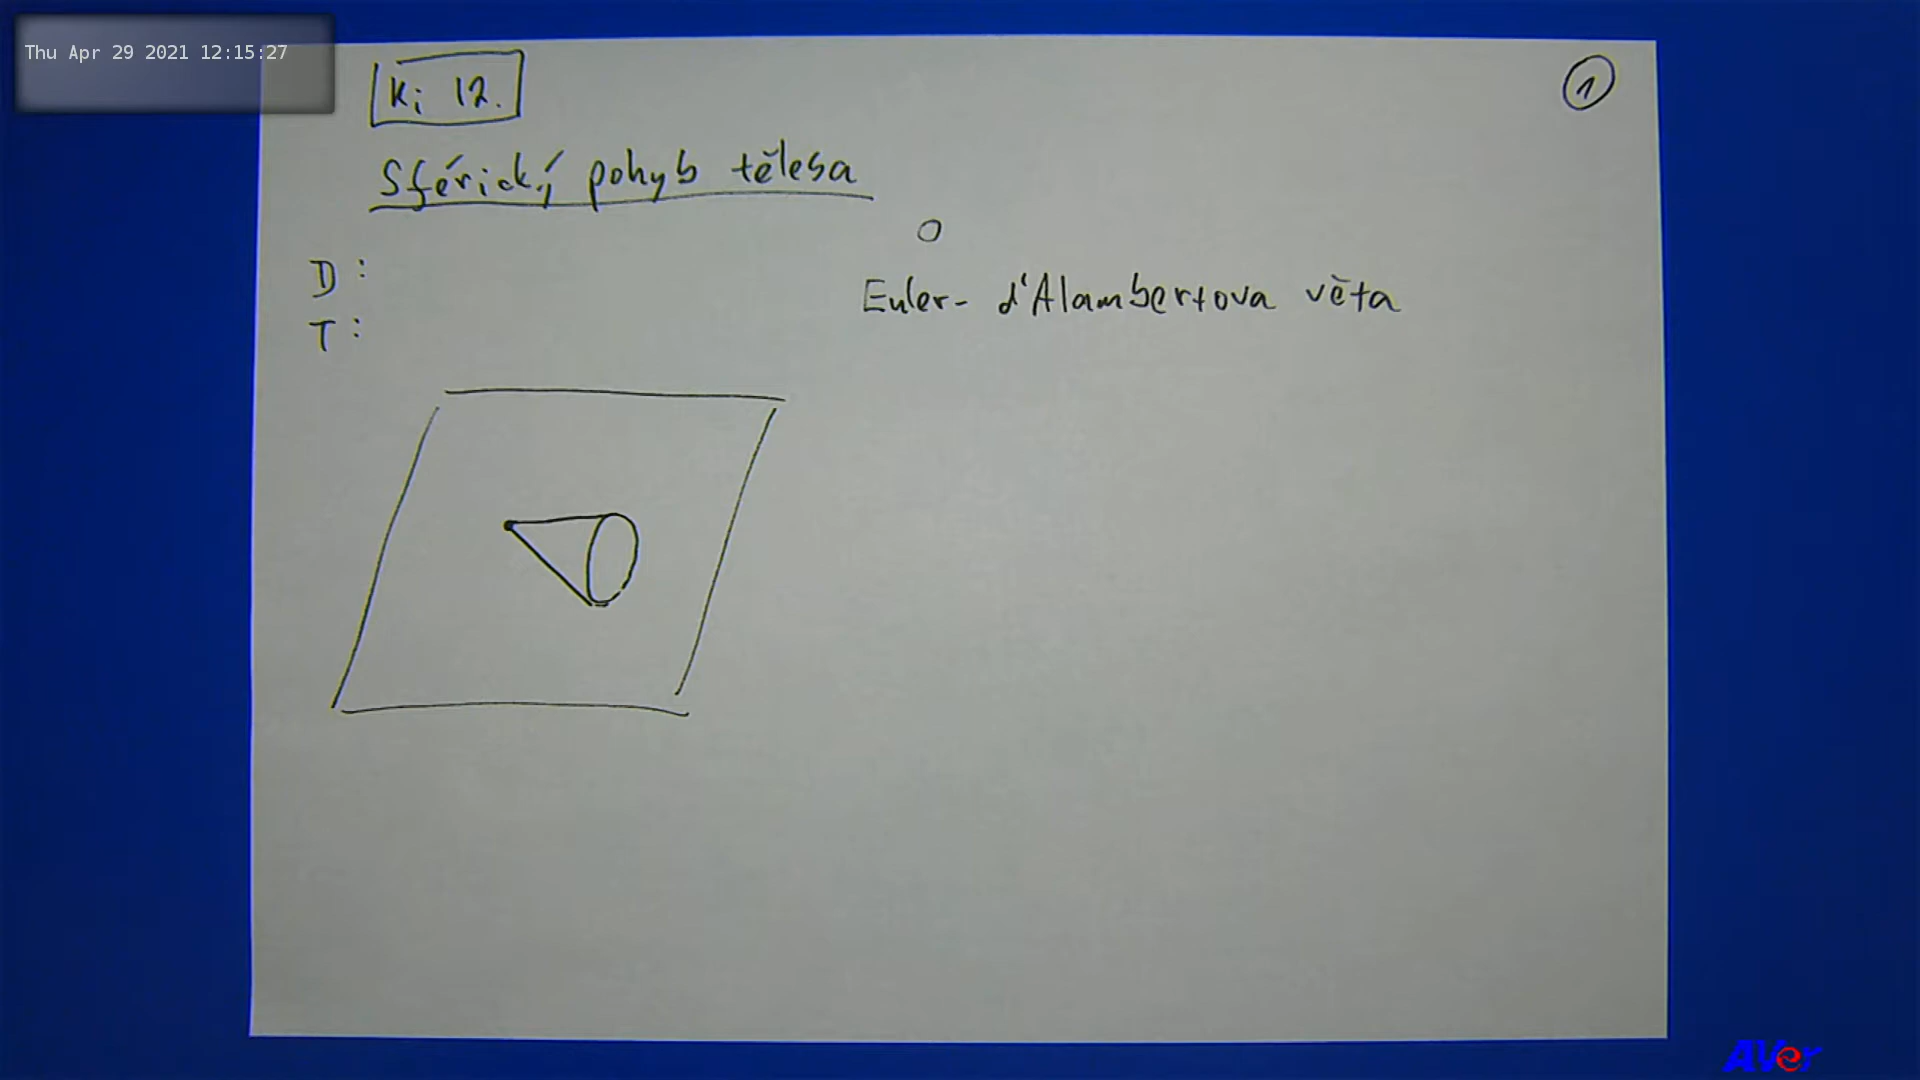 Thu Apr 29 2021 12:15:27
Ki 12.
1
Sférický pohyb tělesa
O
D:
Euler- d'Alambertova věta
T:
AVer